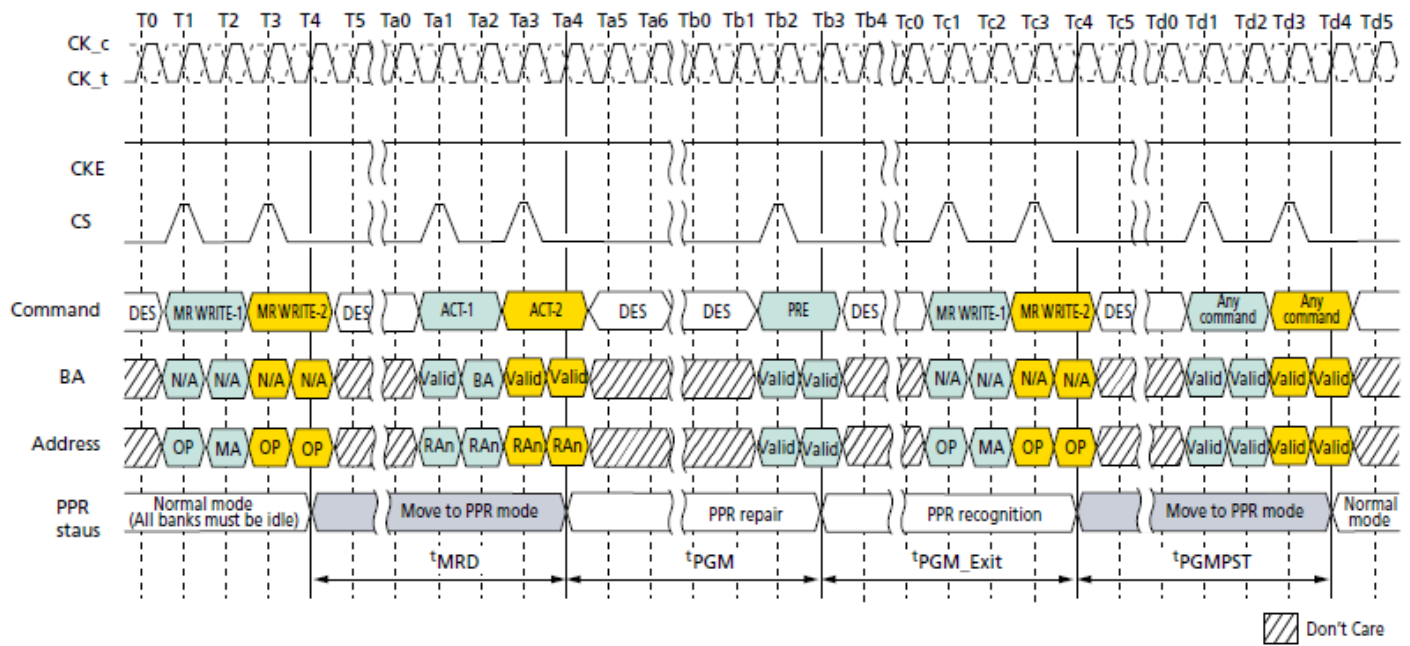 T0 T1 T2 T3 T4 T5 Ta0 Ta1 Ta2 Ta3 Ta4 Ta5 Ta6 Tb0 Tb1 Tb2 Tb3 Tb4 Tc0 Tc1 Tc2 Tc3 Tc4 Tc5 Td0 Td1 Td2 Td3 Td4 Td5
CK_c
CK_t
CKE
CS
Command DES MR WRITE-1 MR WRITE-2 DES ACT-1 ACT-2 DES DES PRE DES MR WRITE-1 MR WRITE-2 DES Any command Any command
BA N/A N/A N/A N/A Valid BA Valid Valid Valid Valid N/A N/A N/A N/A Valid Valid Valid Valid
Address OP MA OP OP RAn RAn RAn RAn Valid Valid OP MA OP OP Valid Valid Valid Valid
PPR staus
Normal mode (All banks must be idle) Move to PPR mode PPR repair PPR recognition Move to PPR mode Normal mode
tMRD tPGM tPGM_Exit tPGMPST
Don't Care